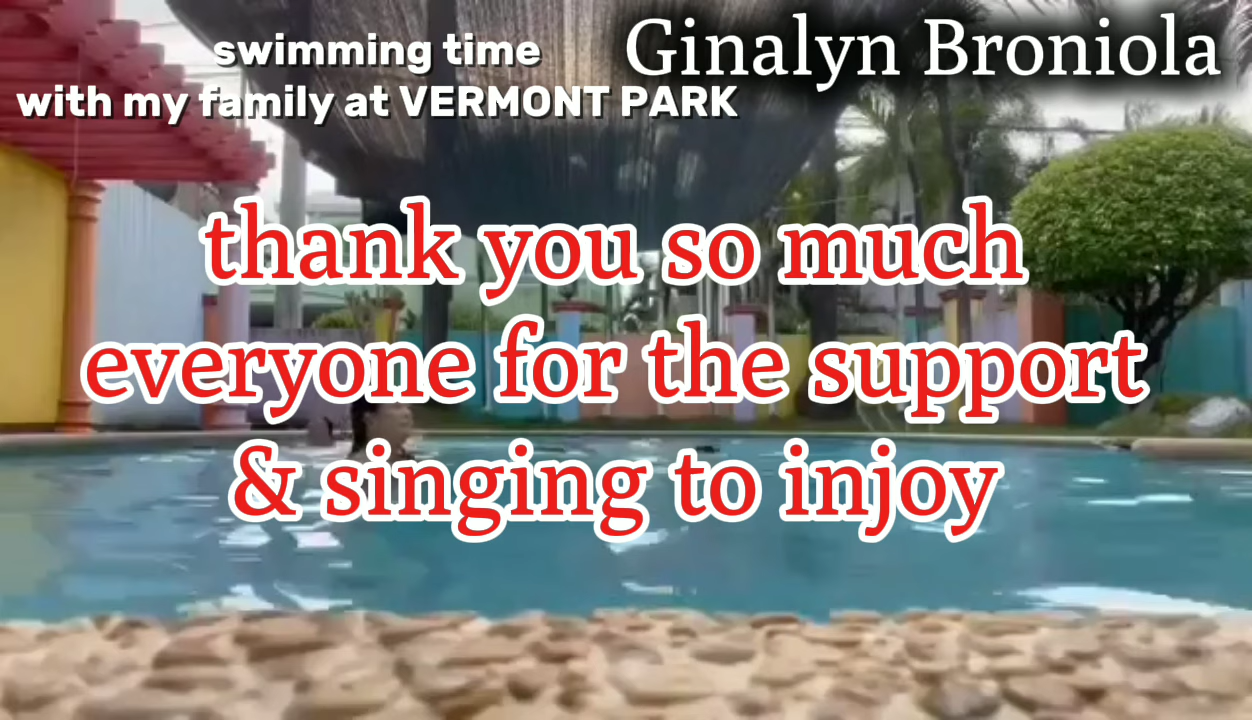 swimming time
with my family at VERMONT PARK
Ginalyn Broniola
thank you so much
everyone for the support
& singing to injoy